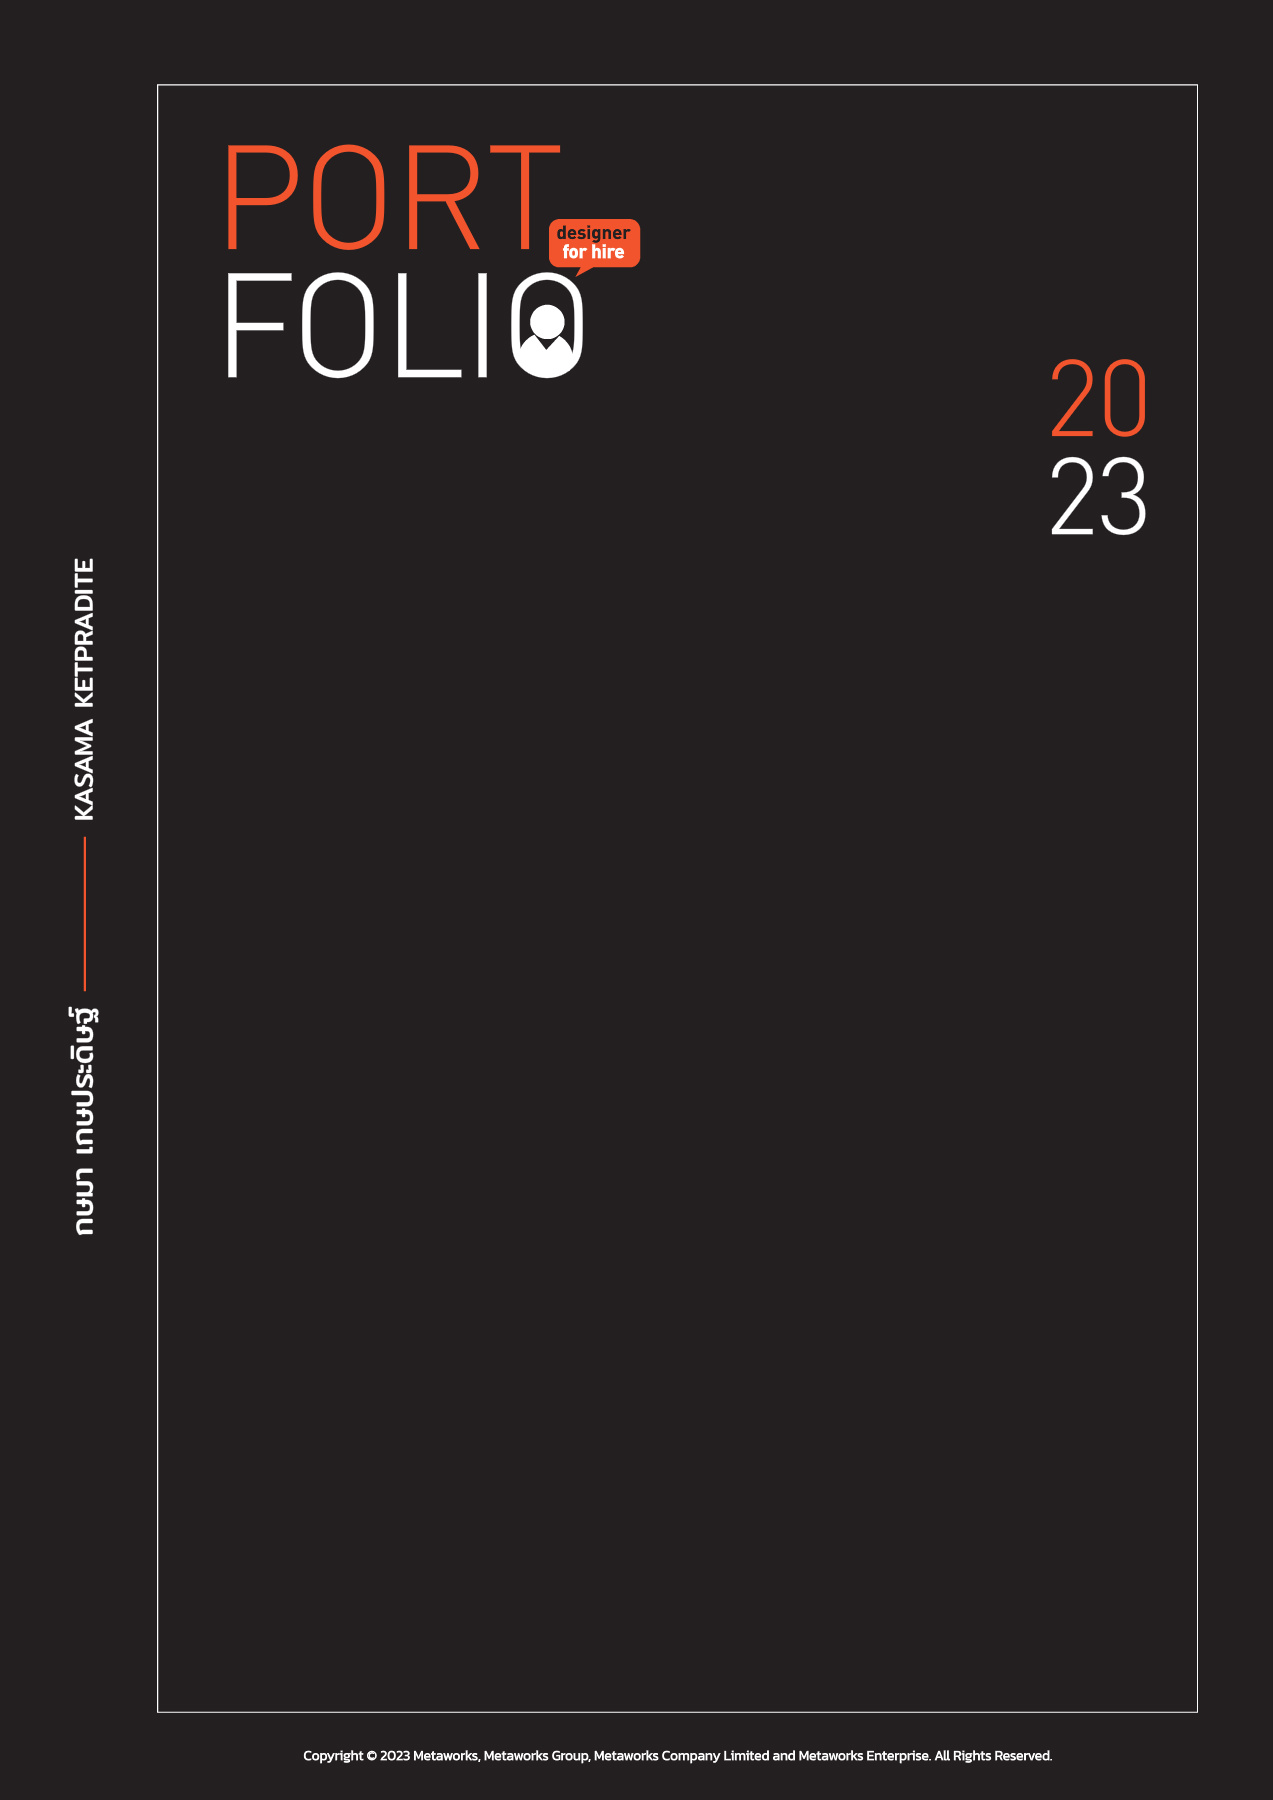 PORT
FOLIO
designer
for hire
20
23
KASAMA KETPRADITE
กษมา เกษประดิษฐ์
Copyright © 2023 Metaworks, Metaworks Group, Metaworks Company Limited and Metaworks Enterprise. All Rights Reserved.